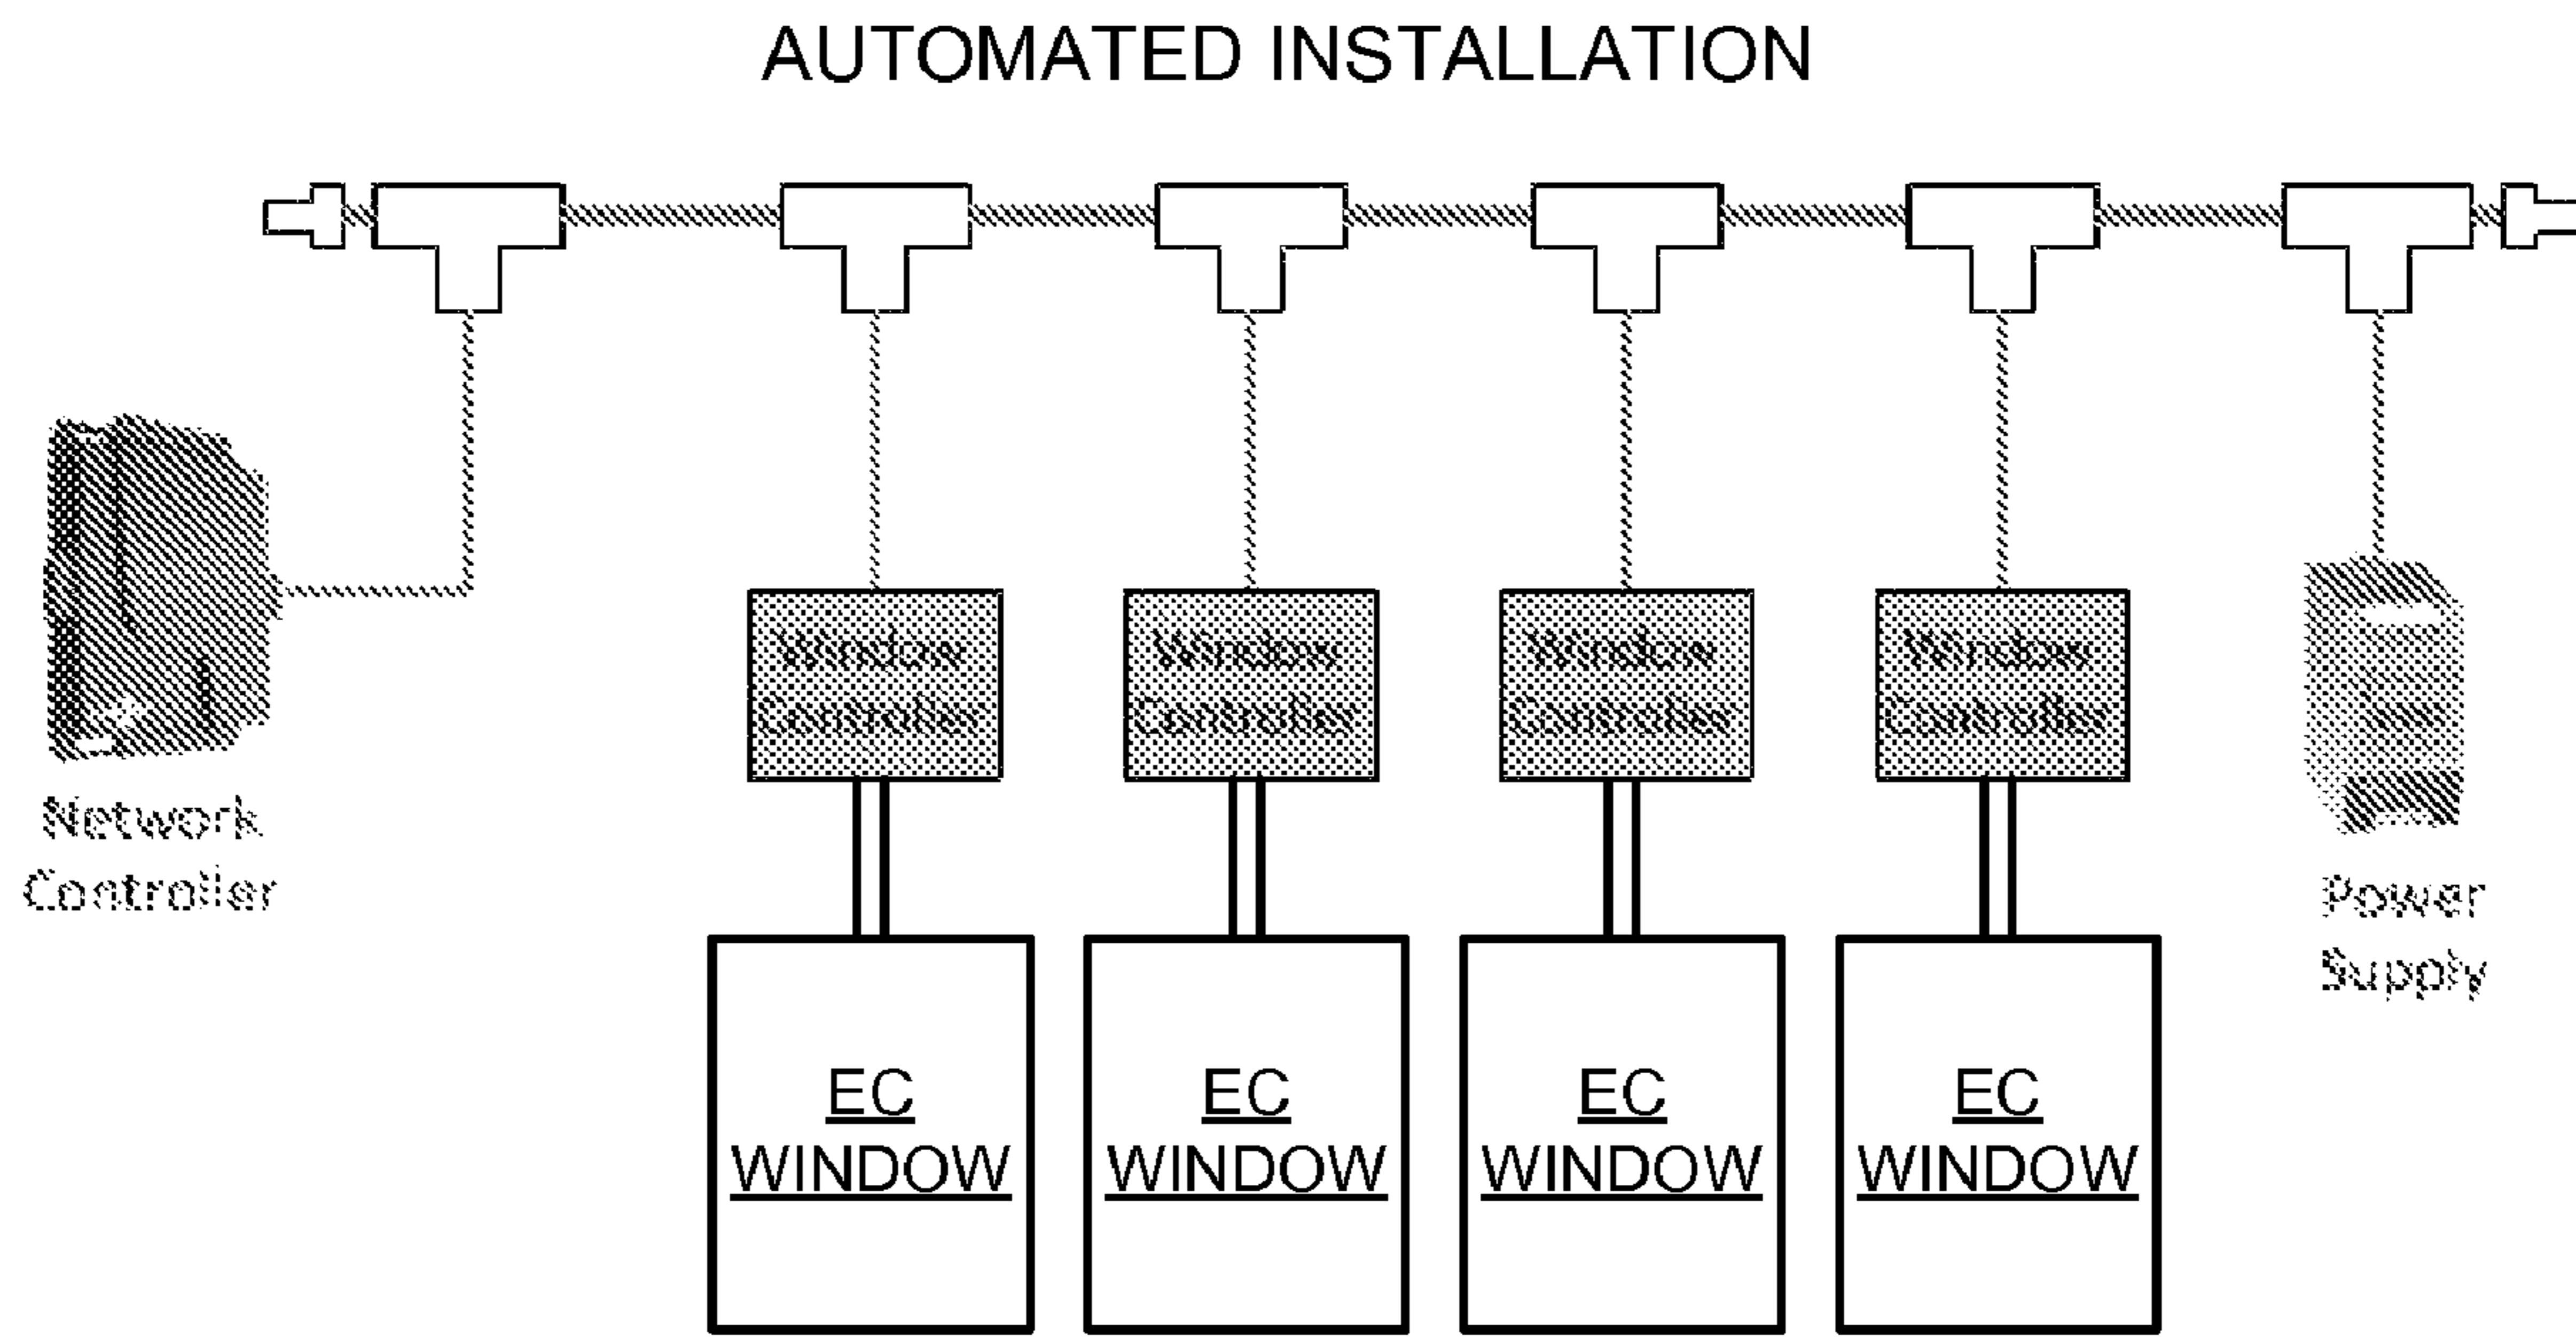 AUTOMATED INSTALLATION
Window
Controller
Window
Controller
Window
Controller
Window
Controller
Network
Controller
Power
Supply
EC
WINDOW
EC
WINDOW
EC
WINDOW
EC
WINDOW